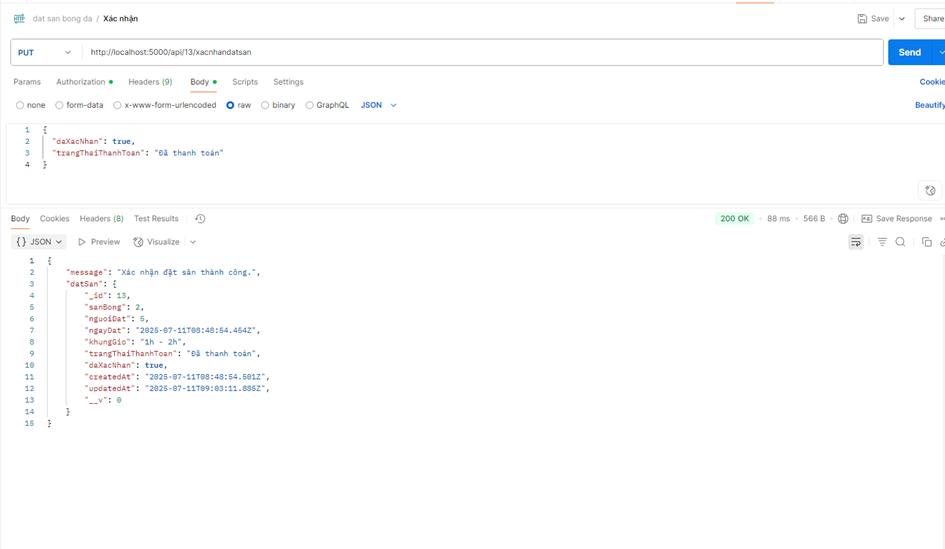 HTTP dat san bong da / Xác nhận Save Share
PUT http://localhost:5000/api/13/xacnhandatsan Send
Params Authorization Headers (9) Body Scripts Settings Cookie
none form-data x-www-form-urlencoded raw binary GraphQL JSON Beautify
1 {
2 "daXacNhan": true,
3 "trangThaiThanhToan": "Đã thanh toán"
4 }
Body Cookies Headers (8) Test Results 200 OK • 88 ms • 566 B • Save Response
{} JSON Preview Visualize
1 {
2 "message": "Xác nhận đặt sân thành công.",
3 "datSan": {
4 "_id": 13,
5 "sanBong": 2,
6 "nguoiDat": 5,
7 "ngayDat": "2025-07-11T08:48:54.454Z",
8 "khungGio": "1h - 2h",
9 "trangThaiThanhToan": "Đã thanh toán",
10 "daXacNhan": true,
11 "createdAt": "2025-07-11T08:48:54.501Z",
12 "updatedAt": "2025-07-11T09:03:11.885Z",
13 "__v": 0
14 }
15 }